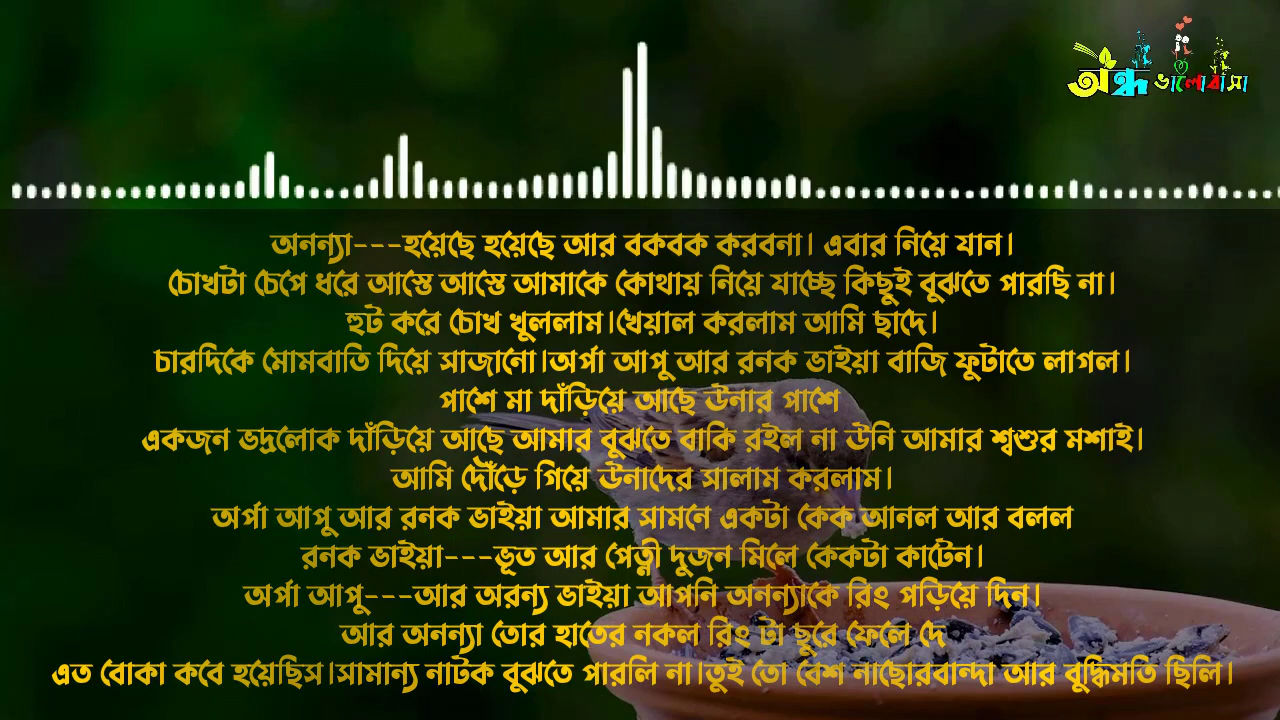 অন্ধ ভালোবাসা
অনন্যা---হয়েছে হয়েছে আর বকবক করবনা। এবার নিয়ে যান।
চোখটা চেপে ধরে আস্তে আস্তে আমাকে কোথায় নিয়ে যাচ্ছে কিছুই বুঝতে পারছি না।
হুট করে চোখ খুললাম।খেয়াল করলাম আমি ছাদে।
চারদিকে মোমবাতি দিয়ে সাজানো।অর্পা আপু আর রনক ভাইয়া বাজি ফুটাতে লাগল।
পাশে মা দাঁড়িয়ে আছে উনার পাশে
একজন ভদ্রলোক দাঁড়িয়ে আছে আমার বুঝতে বাকি রইল না উনি আমার শ্বশুর মশাই।
আমি দৌঁড়ে গিয়ে উনাদের সালাম করলাম।
অর্পা আপু আর রনক ভাইয়া আমার সামনে একটা কেক আনল আর বলল
রনক ভাইয়া---ভূত আর পেত্নী দুজন মিলে কেকটা কাটেন।
অর্পা আপু---আর অরন্য ভাইয়া আপনি অনন্যাকে রিং পড়িয়ে দিন।
আর অনন্যা তোর হাতের নকল রিং টা ছুরে ফেলে দে
এত বোকা কবে হয়েছিস।সামান্য নাটক বুঝতে পারলি না।তুই তো বেশ নাছোরবান্দা আর বুদ্ধিমতি ছিলি।